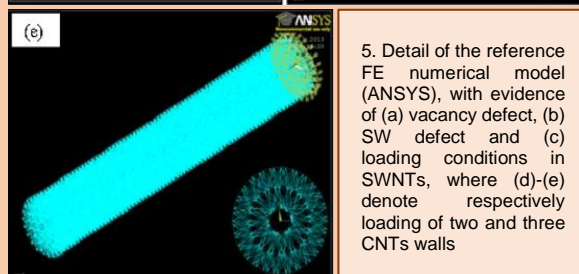 (e)
ANSYS
5. Detail of the reference
FE numerical model
(ANSYS), with evidence
of (a) vacancy defect, (b)
SW defect and (c)
loading conditions in
SWNTs, where (d)-(e)
denote respectively
loading of two and three
CNTs walls